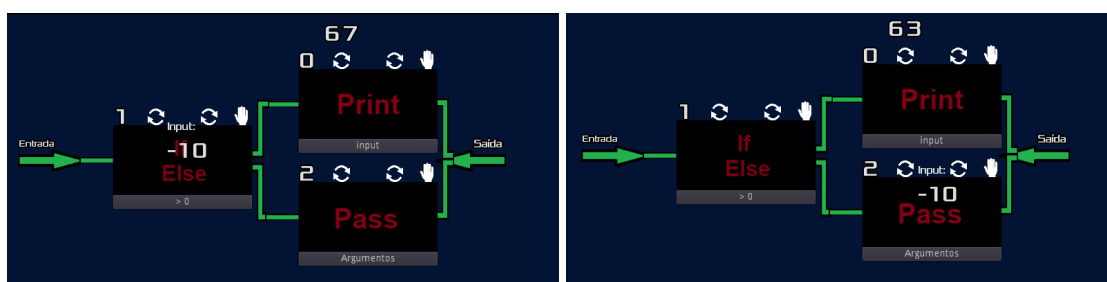 67
0
Print
input
1
Input:
-10
If
Else
> 0
Entrada
Saída
2
Pass
Argumentos
63
0
Print
input
1
If
Else
> 0
Entrada
Saída
2
Input:
-10
Pass
Argumentos